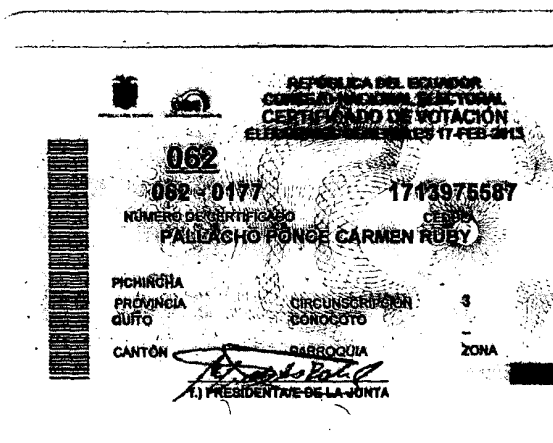 REPÚBLICA DEL ECUADOR
CONSEJO NACIONAL ELECTORAL
CERTIFICADO DE VOTACIÓN
ELECCIONES GENERALES 17-FEB-2013
062
062 - 0177 1713975587
NÚMERO DE CERTIFICADO CÉDULA
PALLACHO PONCE CARMEN RUBY
PICHINCHA
PROVINCIA CIRCUNSCRIPCIÓN 3
QUITO CONOCOTO -
CANTÓN PARROQUIA ZONA
f.) PRESIDENTA/E DE LA JUNTA